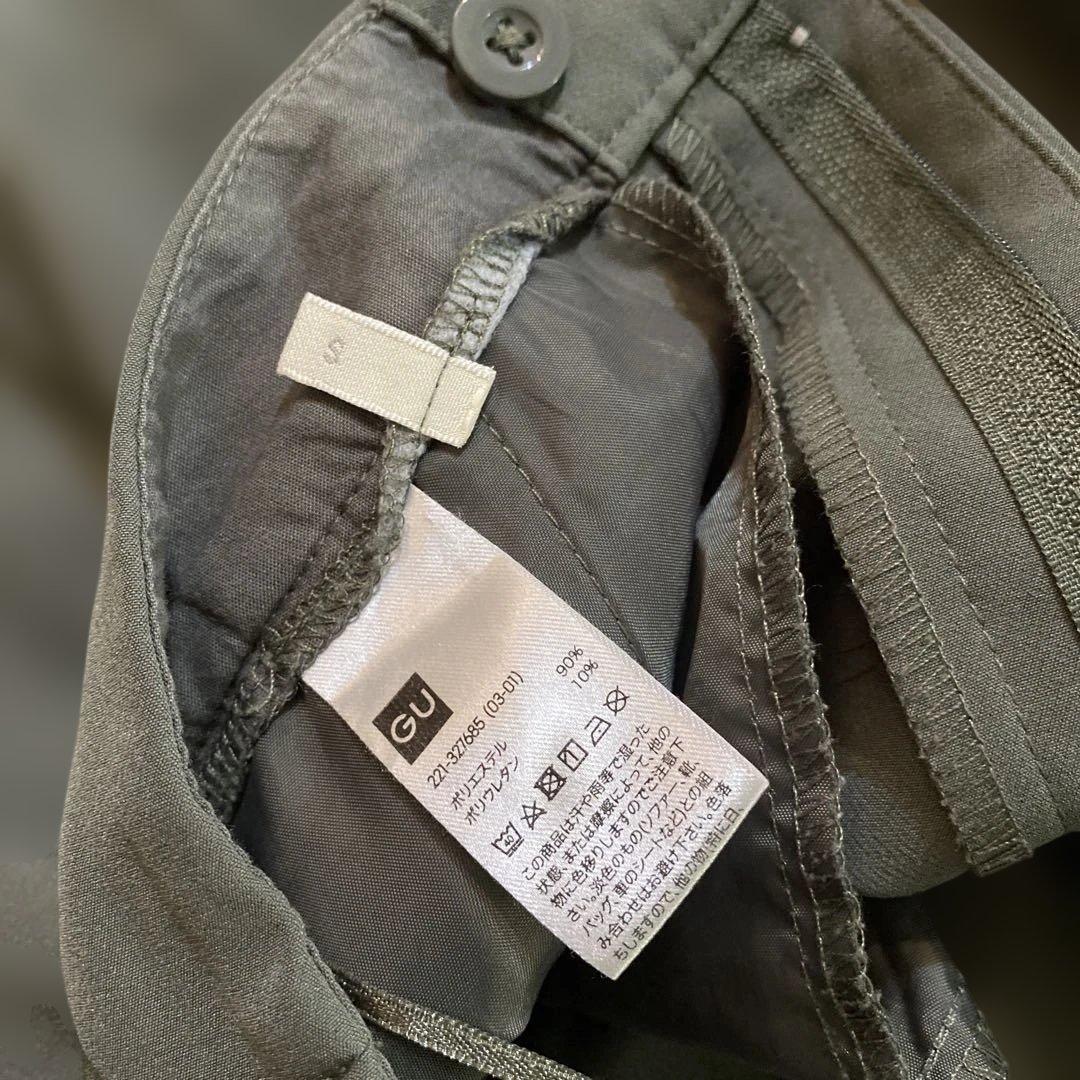 S
GU
221-327685 (03-01)
ポリエステル 90%
ポリウレタン 10%
40
この商品は汗や雨等で湿った
状態、または摩擦によって、他の
物に色移りしますのでご注意下
さい。淡色のもの(ソファー、靴、
バッグ、車のシートなど)との組
み合わせはお避け下さい。色落
ちしますので、他の物と別に